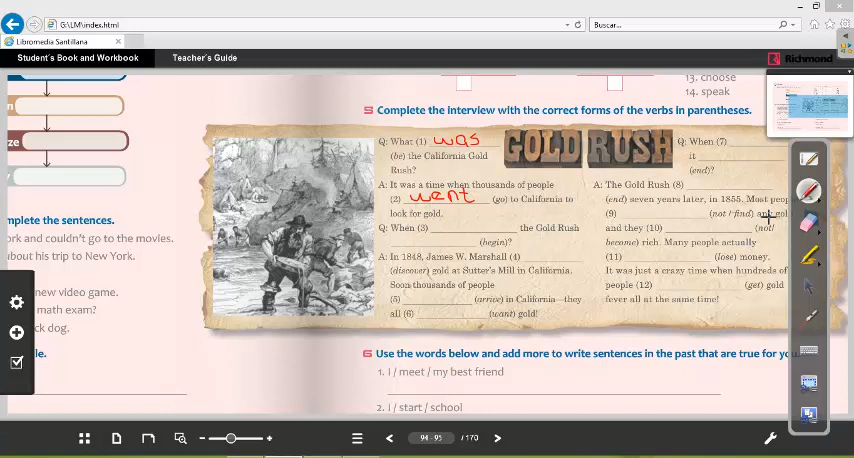 G:\LM\index.html
Buscar...
Libromedia Santillana
Student's Book and Workbook
Teacher's Guide
Richmond
13. choose
14. speak
5 Complete the interview with the correct forms of the verbs in parentheses.
GOLD RUSH
Q: What (1) was
(be) the California Gold
Rush?
A: It was a time when thousands of people
(2) went (go) to California to
look for gold.
Q: When (3) the Gold Rush
(begin)?
A: In 1848, James W. Marshall (4)
(discover) gold at Sutter's Mill in California.
Soon thousands of people
(5) (arrive) in California—they
all (6) (want) gold!
Q: When (7)
it
(end)?
A: The Gold Rush (8)
(end) seven years later, in 1855. Most
(9) (not / find)
and they (10) (not/
become) rich. Many people actually
(11) (lose) money.
It was just a crazy time when hundreds of
people (12) (get) gold
fever all at the same time!
mplete the sentences.
ork and couldn't go to the movies.
about his trip to New York.
new video game.
math exam?
ck dog.
6 Use the words below and add more to write sentences in the past that are true for
1. I / meet / my best friend
2. I / start / school
94 - 95 / 170